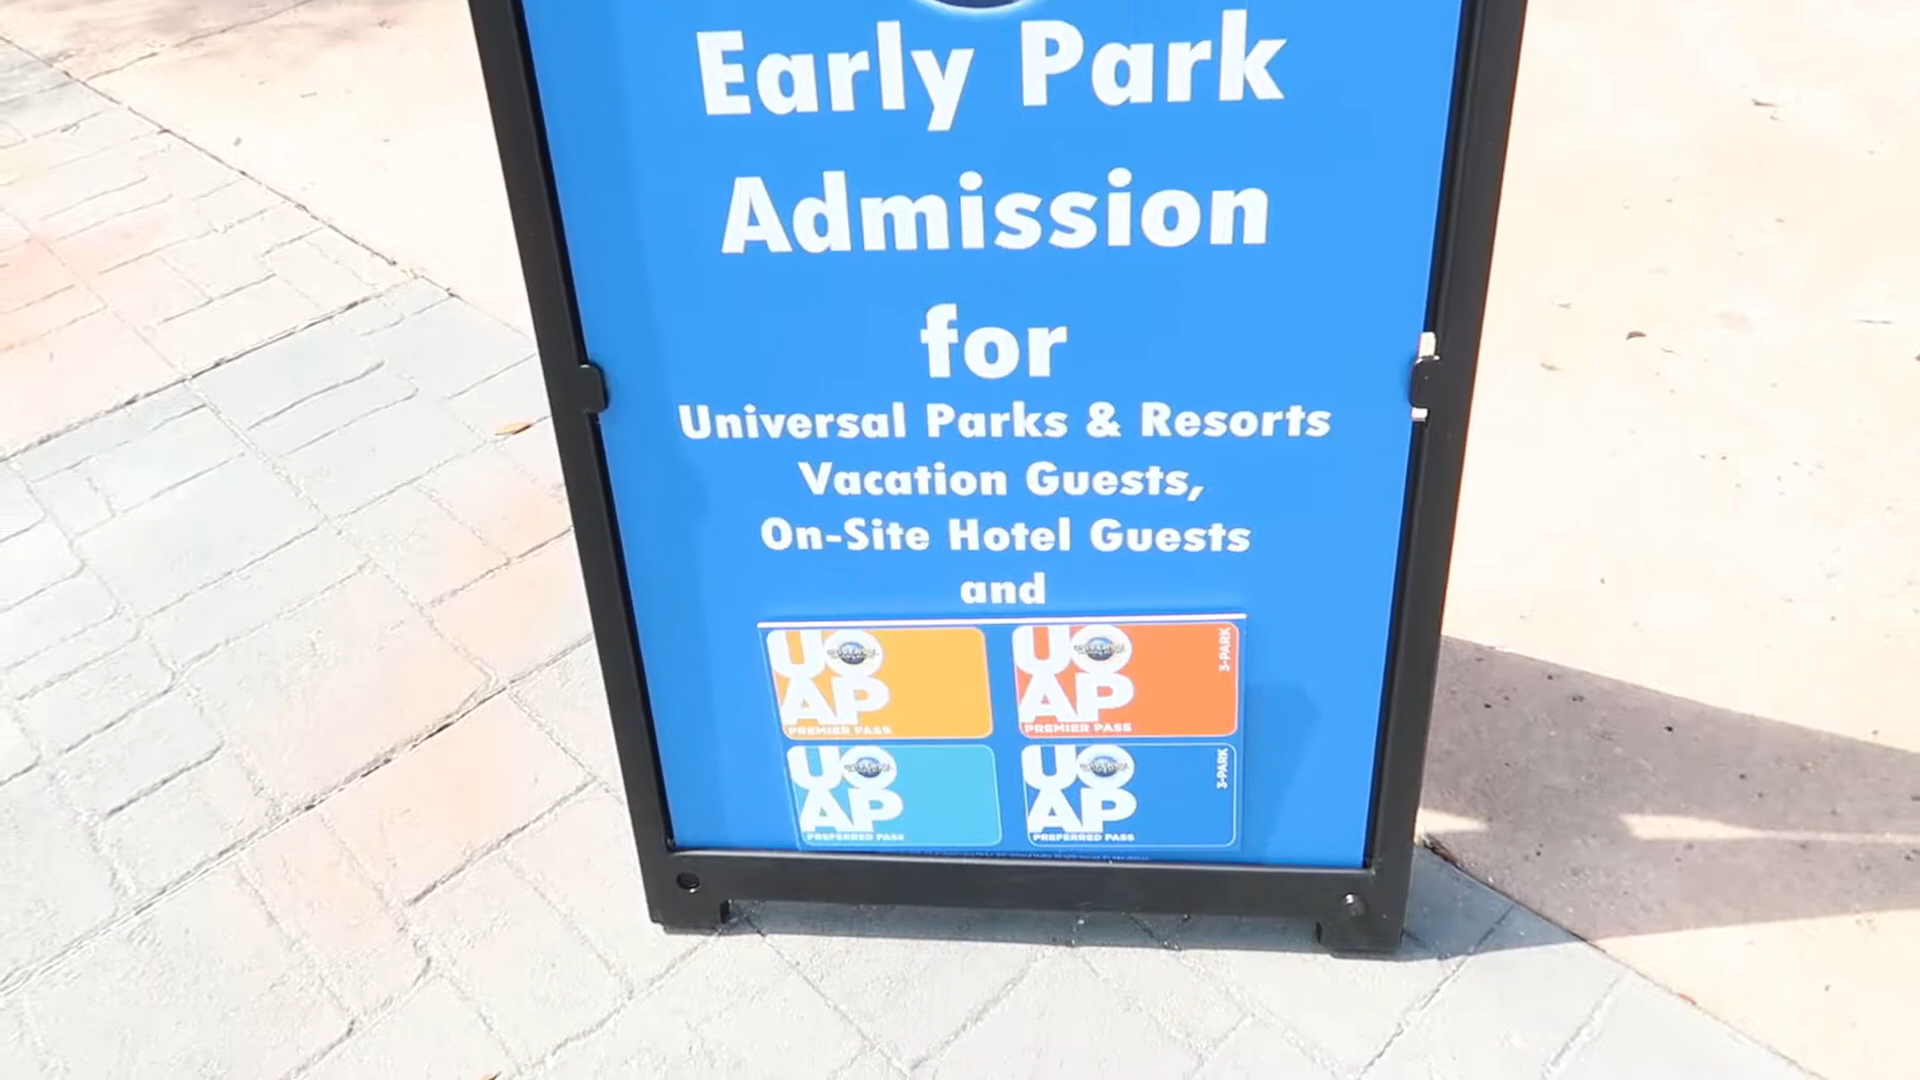 Early Park
Admission
for
Universal Parks & Resorts
Vacation Guests,
On-Site Hotel Guests
and
UO
AP
PREMIER PASS
UO
AP
PREMIER PASS
3-PARK
UO
AP
PREFERRED PASS
UO
AP
PREFERRED PASS
3-PARK